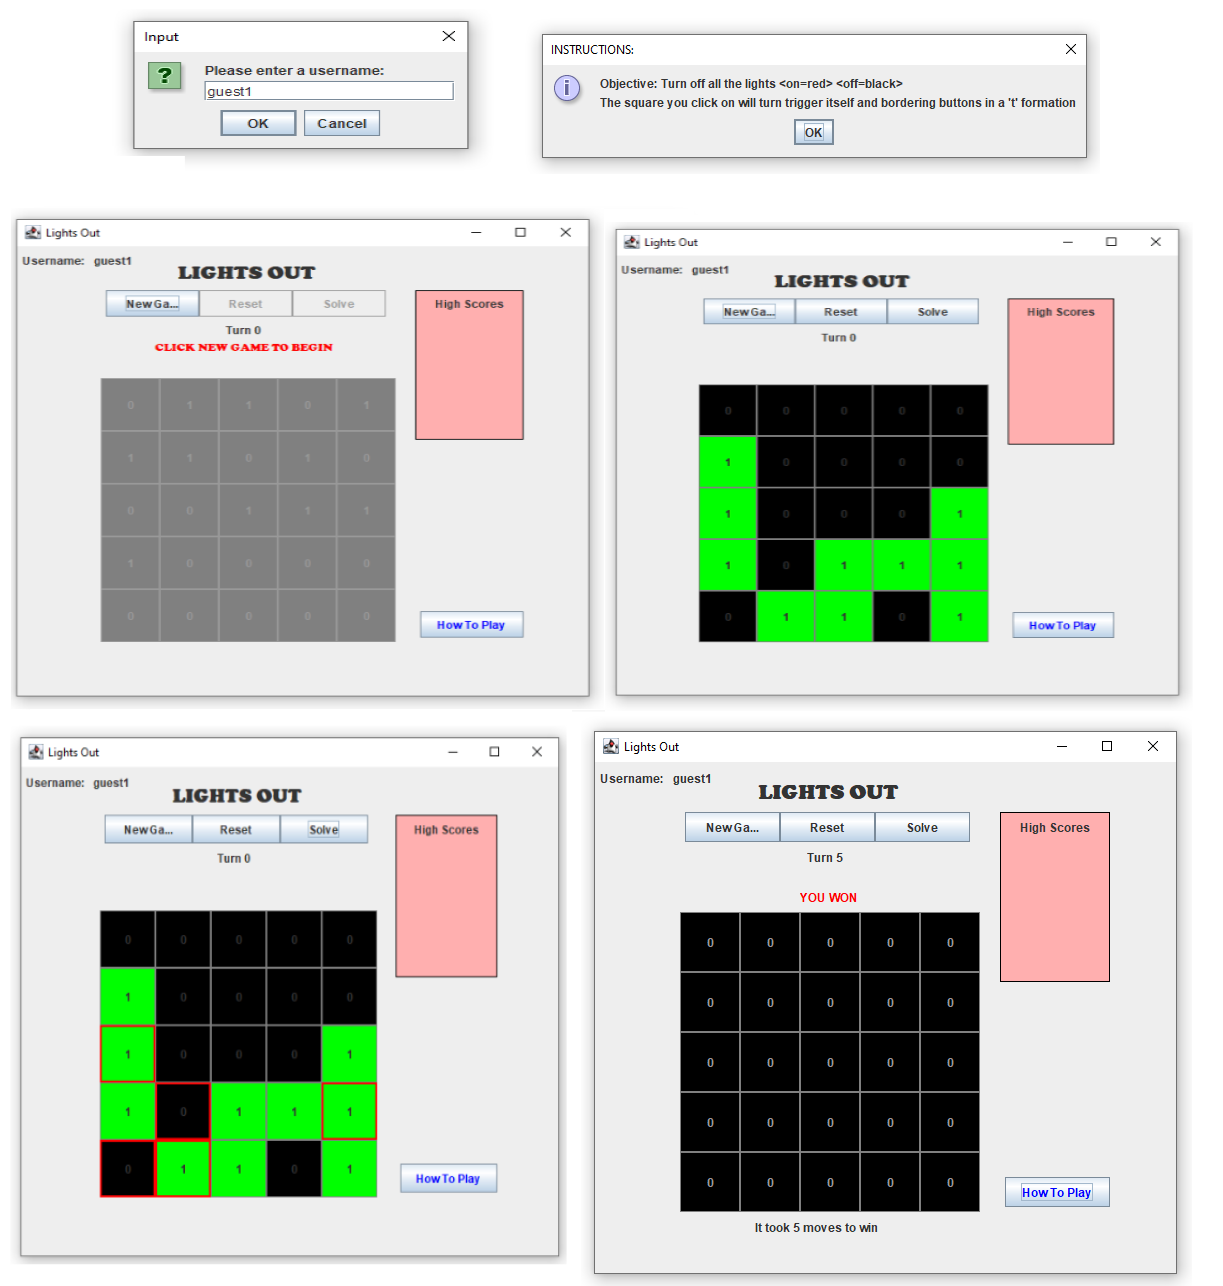 Input
Please enter a username:
guest1
OK Cancel
INSTRUCTIONS:
Objective: Turn off all the lights <on=red> <off=black>
The square you click on will turn trigger itself and bordering buttons in a 't' formation
OK
Lights Out
Username: guest1
LIGHTS OUT
New Ga... Reset Solve
High Scores
Turn 0
CLICK NEW GAME TO BEGIN
0 1 1 0 1
1 1 0 1 0
0 0 1 1 1
1 0 0 0 0
0 0 0 0 0
How To Play
Lights Out
Username: guest1
LIGHTS OUT
New Ga... Reset Solve
High Scores
Turn 0
0 0 0 0 0
1 0 0 0 0
1 0 0 0 1
1 0 1 1 1
0 1 1 0 1
How To Play
Lights Out
Username: guest1
LIGHTS OUT
New Ga... Reset Solve
High Scores
Turn 0
0 0 0 0 0
1 0 0 0 0
1 0 0 0 1
1 0 1 1 1
0 1 1 0 1
How To Play
Lights Out
Username: guest1
LIGHTS OUT
New Ga... Reset Solve
High Scores
Turn 5
YOU WON
0 0 0 0 0
0 0 0 0 0
0 0 0 0 0
0 0 0 0 0
0 0 0 0 0
How To Play
It took 5 moves to win